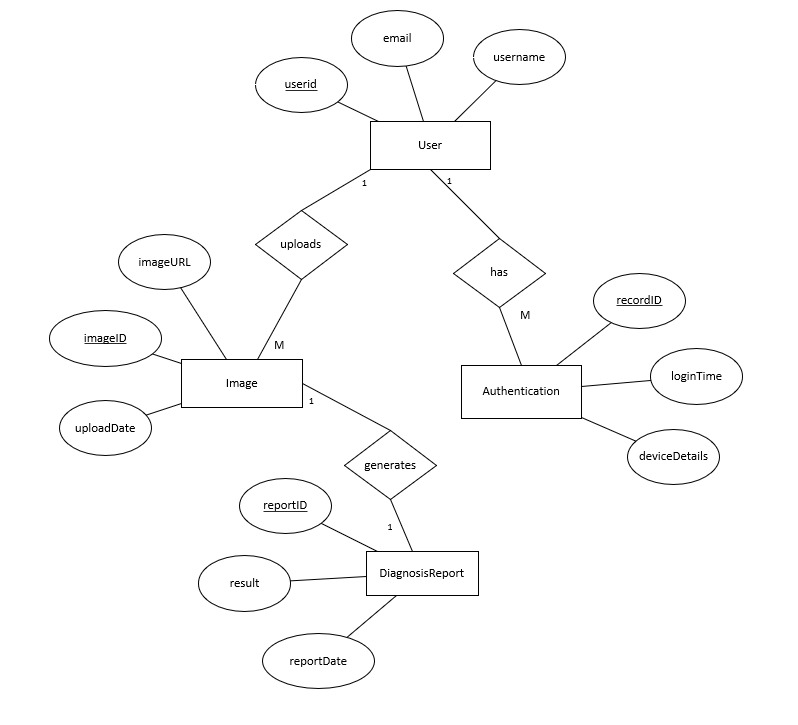 email
username
userid
User
1
1
uploads
imageURL
has
recordID
M
imageID
M
loginTime
Image
Authentication
1
uploadDate
deviceDetails
generates
reportID
1
DiagnosisReport
result
reportDate